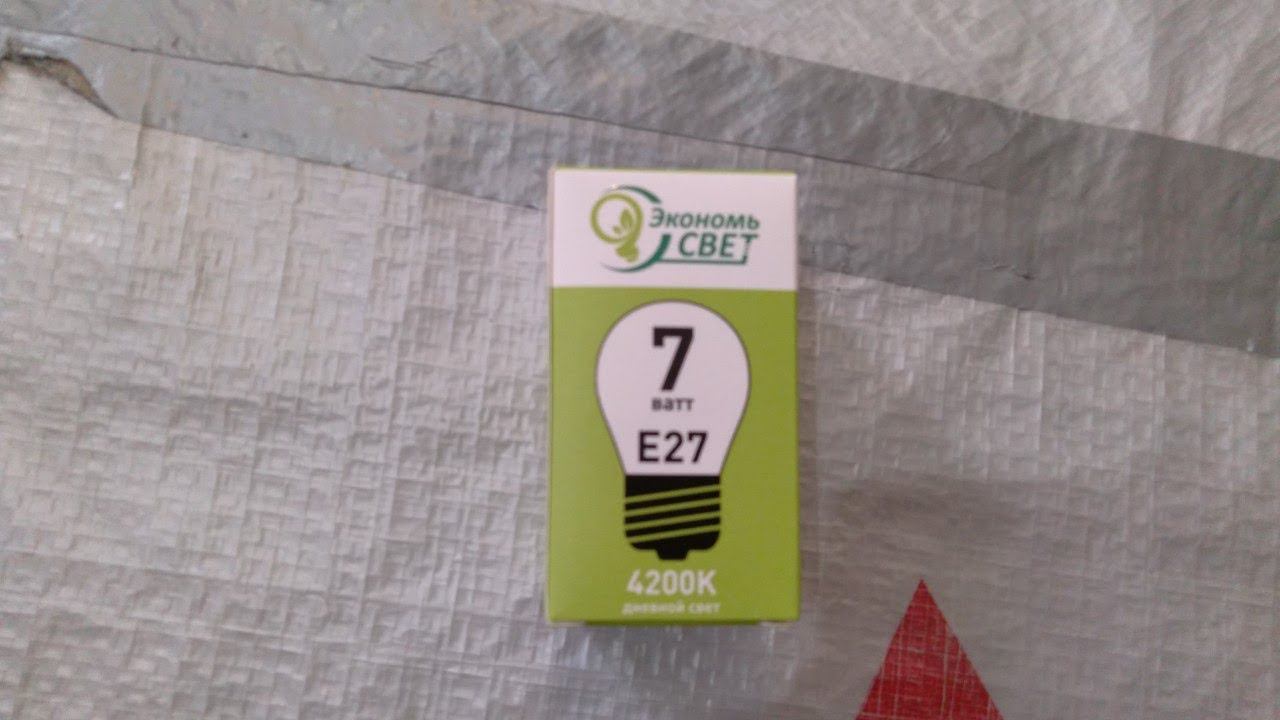 Экономь
СВЕТ
7
ватт
E27
4200K
дневной свет